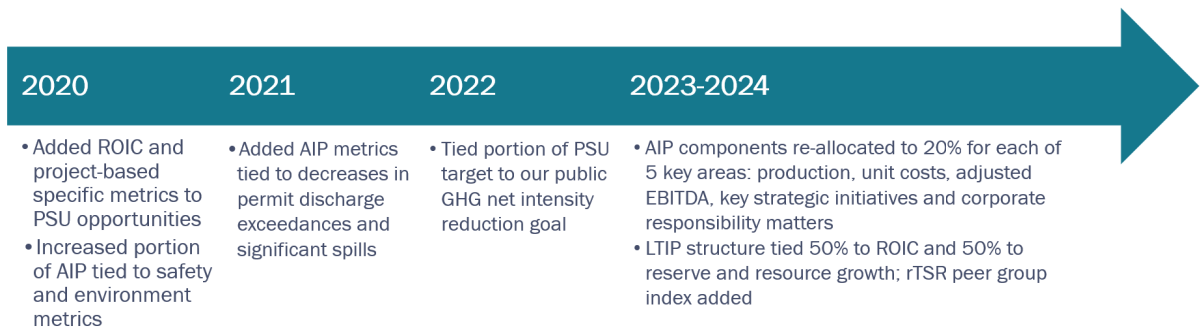 2020
2021
2022
2023-2024
• Added ROIC and
project-based
specific metrics to
PSU opportunities
• Increased portion
of AIP tied to safety
and environment
metrics
• Added AIP metrics
tied to decreases in
permit discharge
exceedances and
significant spills
• Tied portion of PSU
target to our public
GHG net intensity
reduction goal
• AIP components re-allocated to 20% for each of
5 key areas: production, unit costs, adjusted
EBITDA, key strategic initiatives and corporate
responsibility matters
• LTIP structure tied 50% to ROIC and 50% to
reserve and resource growth; rTSR peer group
index added